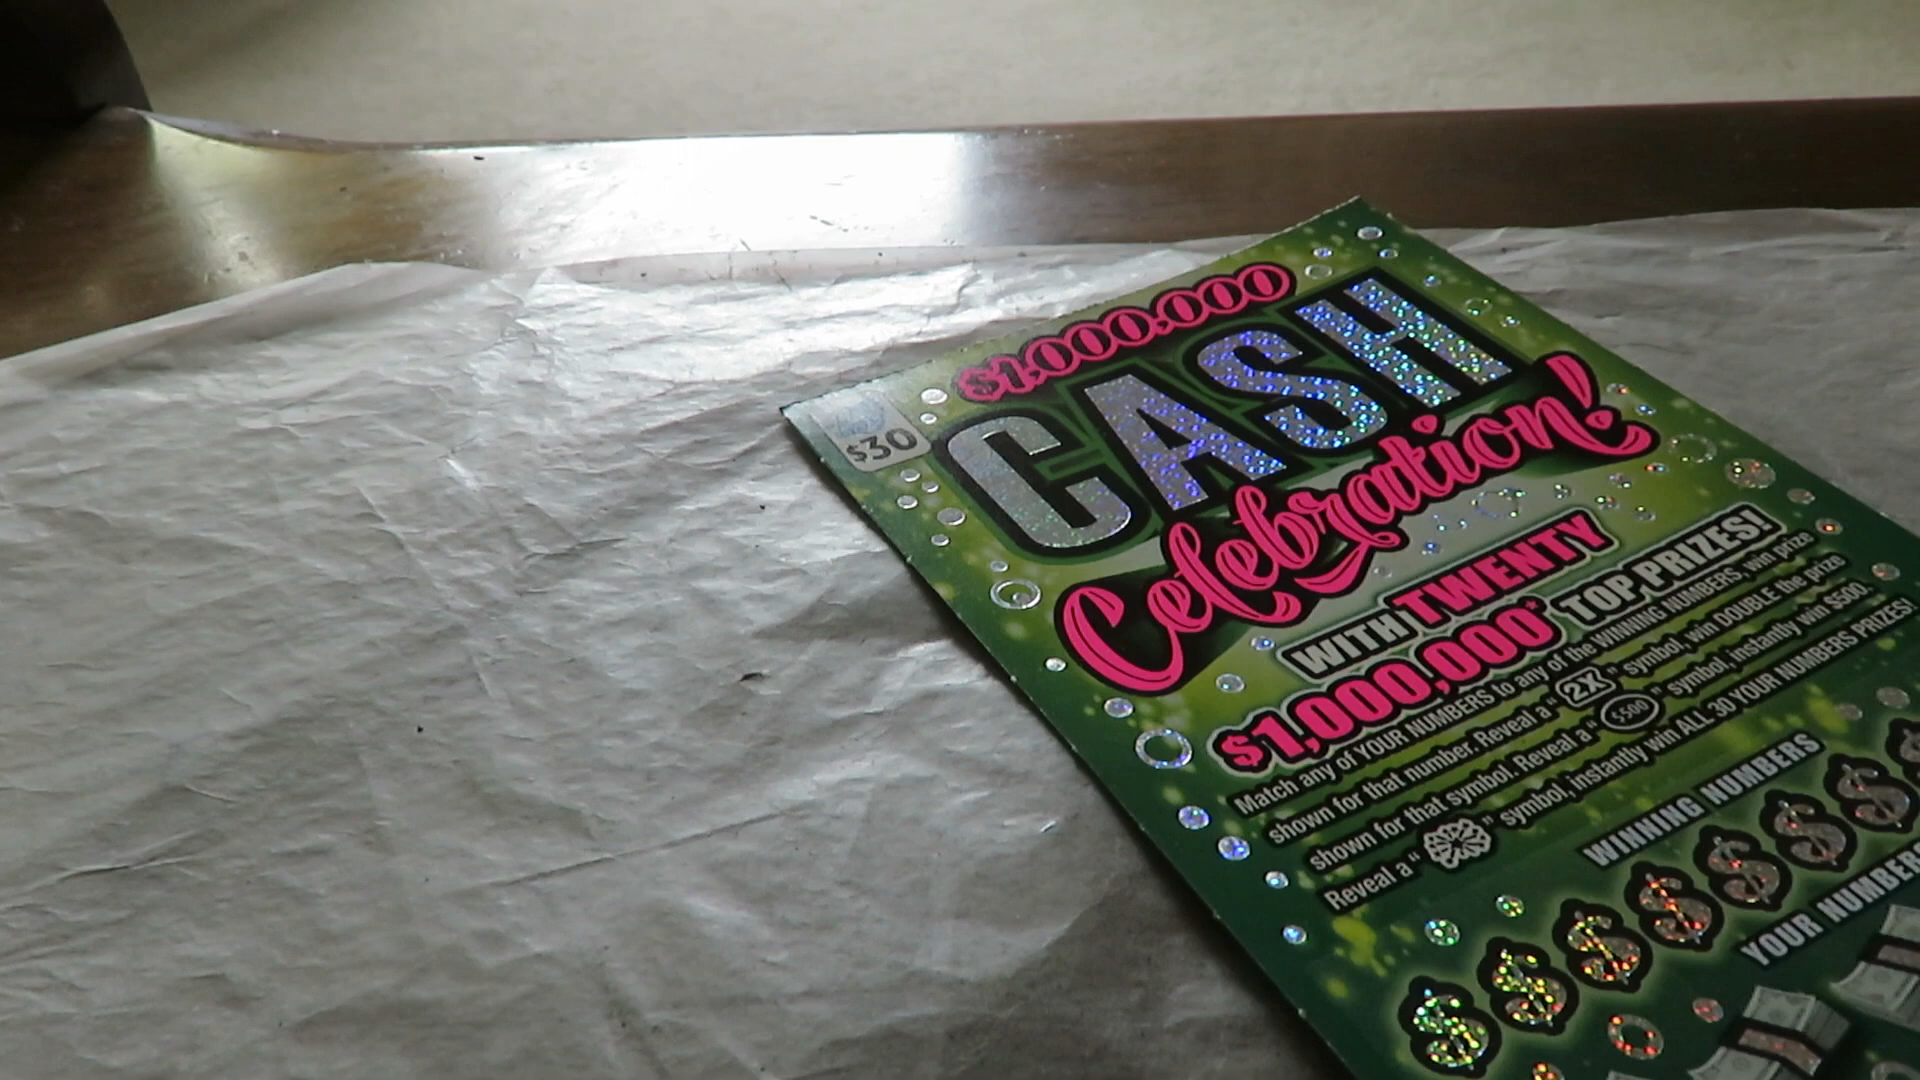 $1,000,000
CASH
$30
Celebration!
WITH TWENTY
$1,000,000* TOP PRIZES!
Match any of YOUR NUMBERS to any of the WINNING NUMBERS, win prize
shown for that number. Reveal a "2X" symbol, win DOUBLE the prize
shown for that symbol. Reveal a "$500" symbol, instantly win $500.
Reveal a " " symbol, instantly win ALL 30 YOUR NUMBERS PRIZES!
WINNING NUMBERS
$ $ $ $ $ $ $
YOUR NUMBERS